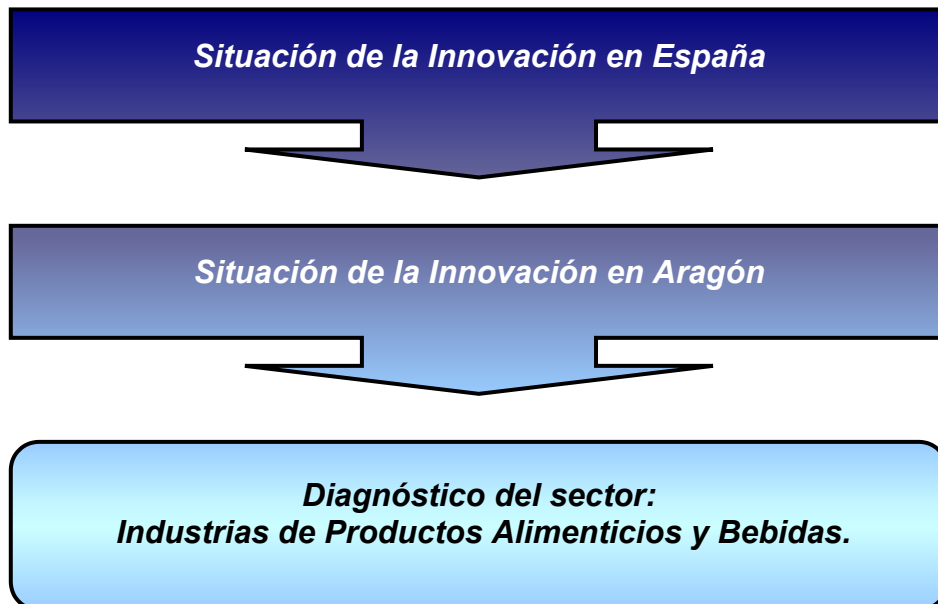 Situación de la Innovación en España
Situación de la Innovación en Aragón
Diagnóstico del sector:
Industrias de Productos Alimenticios y Bebidas.